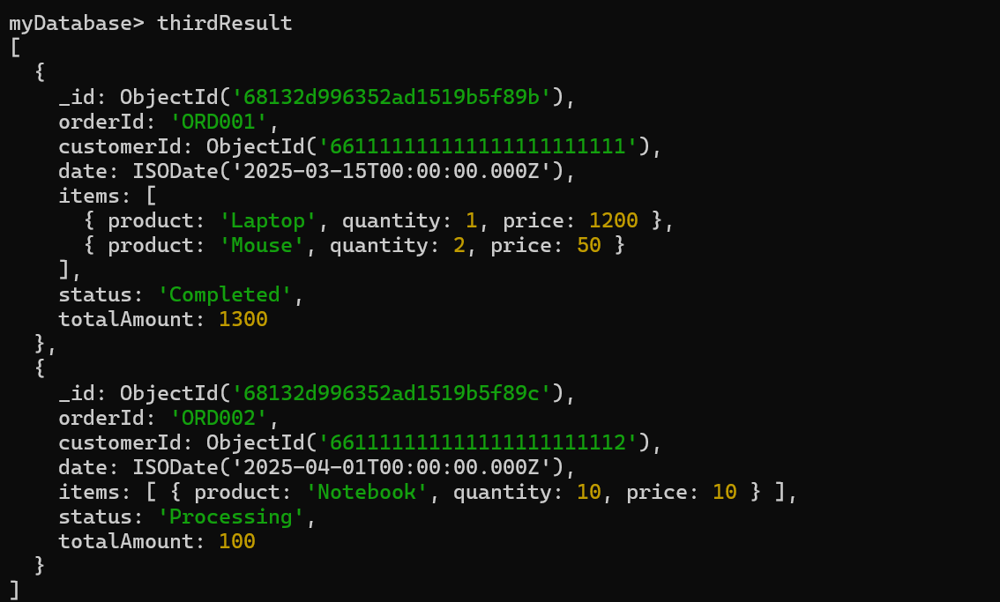 myDatabase> thirdResult
[
  {
    _id: ObjectId('68132d996352ad1519b5f89b'),
    orderId: 'ORD001',
    customerId: ObjectId('661111111111111111111111'),
    date: ISODate('2025-03-15T00:00:00.000Z'),
    items: [
      { product: 'Laptop', quantity: 1, price: 1200 },
      { product: 'Mouse', quantity: 2, price: 50 }
    ],
    status: 'Completed',
    totalAmount: 1300
  },
  {
    _id: ObjectId('68132d996352ad1519b5f89c'),
    orderId: 'ORD002',
    customerId: ObjectId('661111111111111111111112'),
    date: ISODate('2025-04-01T00:00:00.000Z'),
    items: [ { product: 'Notebook', quantity: 10, price: 10 } ],
    status: 'Processing',
    totalAmount: 100
  }
]